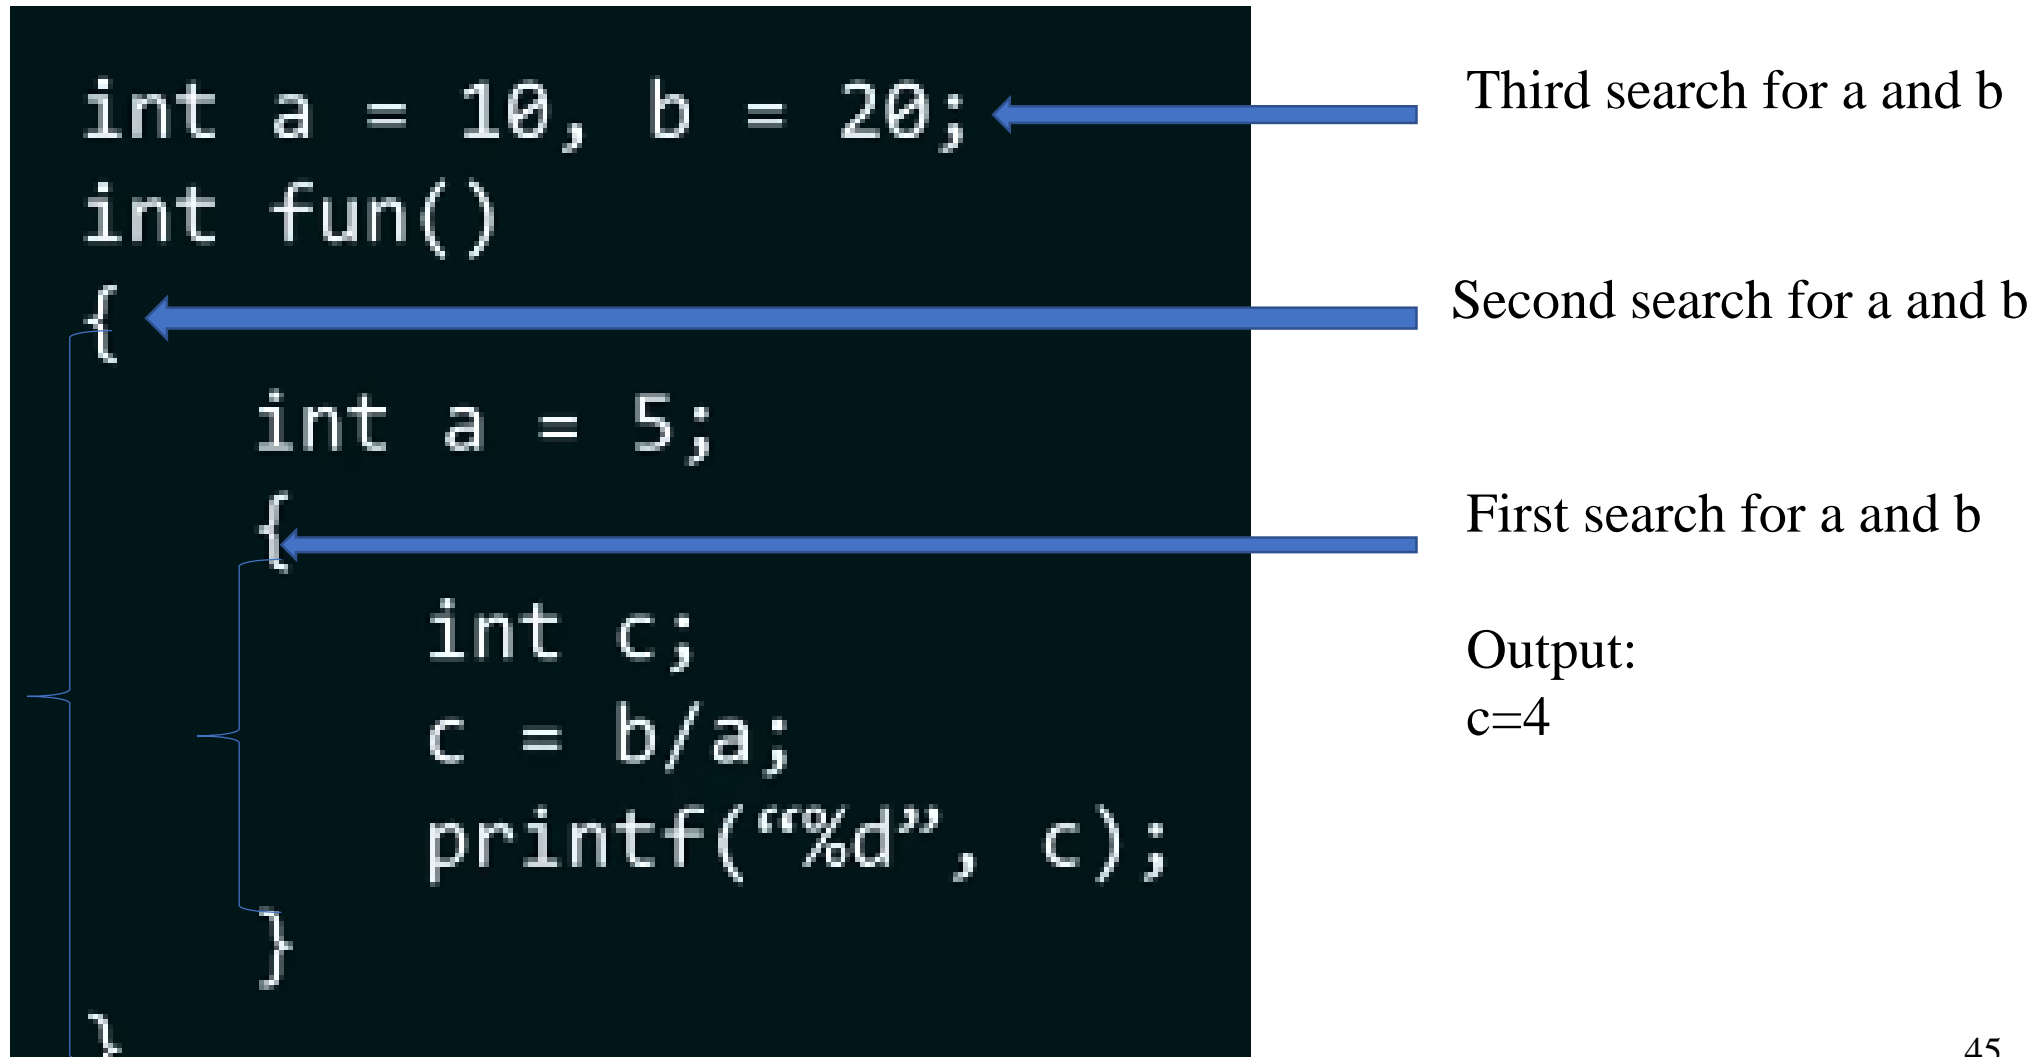 int a = 10, b = 20;
int fun()
{
int a = 5;
{
int c;
c = b/a;
printf(“%d”, c);
}
}
Third search for a and b
Second search for a and b
First search for a and b
Output:
c=4
45